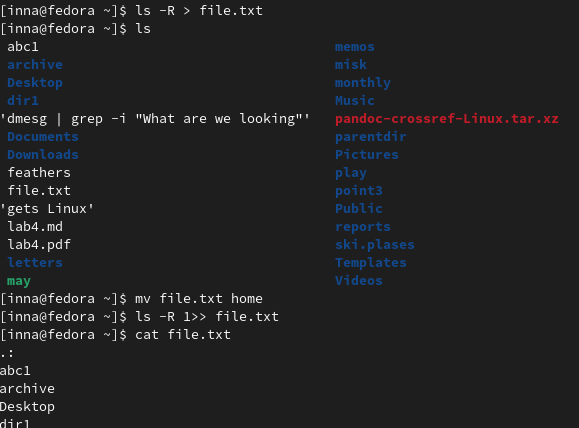 [inna@fedora ~]$ ls -R > file.txt
[inna@fedora ~]$ ls
 abc1                               memos
 archive                            misk
 Desktop                            monthly
 dir1                               Music
'dmesg | grep -i "What are we looking"'   pandoc-crossref-Linux.tar.xz
 Documents                          parentdir
 Downloads                          Pictures
 feathers                           play
 file.txt                           point3
'gets Linux'                        Public
 lab4.md                            reports
 lab4.pdf                           ski.plases
 letters                            Templates
 may                                Videos
[inna@fedora ~]$ mv file.txt home
[inna@fedora ~]$ ls -R 1>> file.txt
[inna@fedora ~]$ cat file.txt
.:
abc1
archive
Desktop
dir1